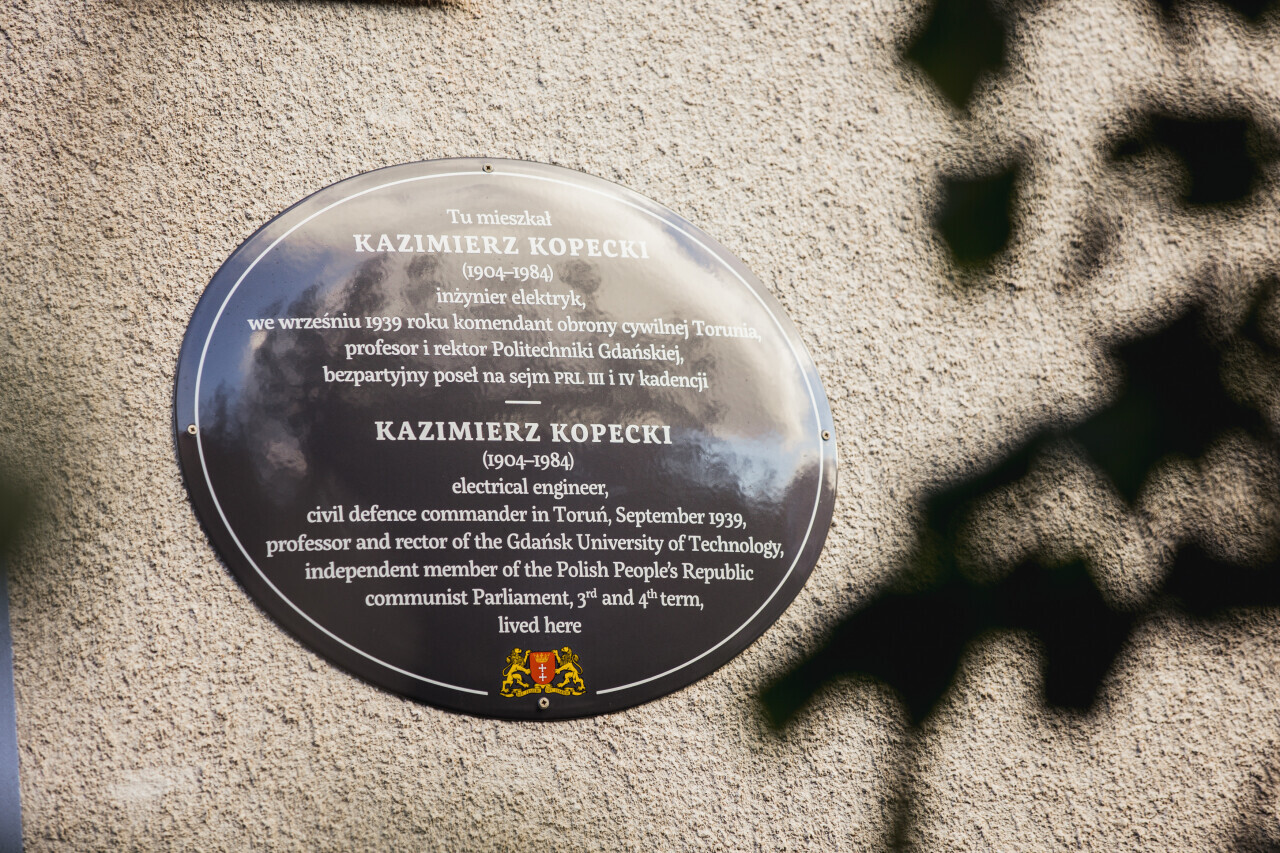 Tu mieszkał
KAZIMIERZ KOPECKI
(1904–1984)
inżynier elektryk,
we wrześniu 1939 roku komendant obrony cywilnej Torunia,
profesor i rektor Politechniki Gdańskiej,
bezpartyjny poseł na sejm PRL III i IV kadencji
KAZIMIERZ KOPECKI
(1904–1984)
electrical engineer,
civil defence commander in Toruń, September 1939,
professor and rector of the Gdańsk University of Technology,
independent member of the Polish People's Republic
communist Parliament, 3rd and 4th term,
lived here